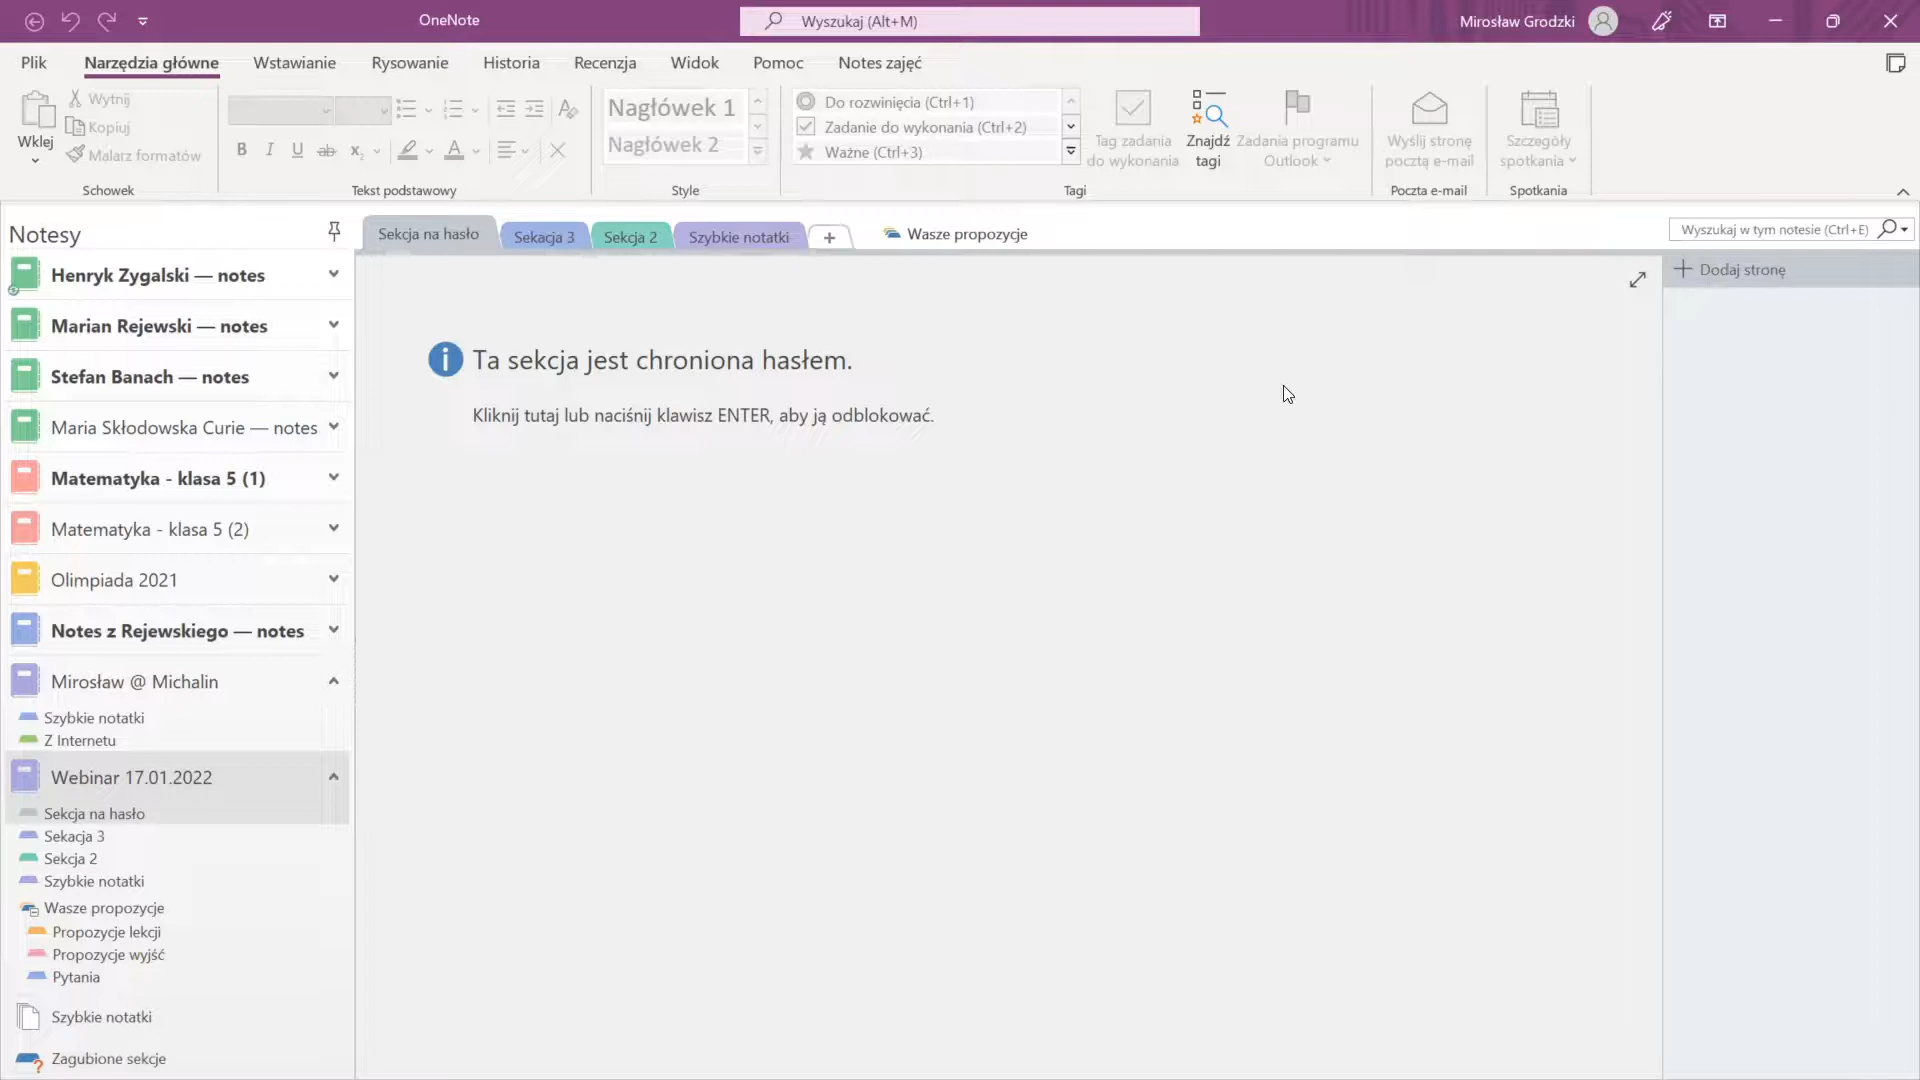 OneNote
Wyszukaj (Alt+M)
Mirosław Grodzki
Plik
Narzędzia główne
Wstawianie
Rysowanie
Historia
Recenzja
Widok
Pomoc
Notes zajęć
Wklej
Wytnij
Kopiuj
Malarz formatów
Schowek
B I U ab x₂ A
Tekst podstawowy
Nagłówek 1
Nagłówek 2
Style
Do rozwinięcia (Ctrl+1)
Zadanie do wykonania (Ctrl+2)
Ważne (Ctrl+3)
Tag zadania
do wykonania
Znajdź
tagi
Zadania programu
Outlook
Tagi
Wyślij stronę
pocztą e-mail
Poczta e-mail
Szczegóły
spotkania
Spotkania
Notesy
Sekcja na hasło
Sekacja 3
Sekcja 2
Szybkie notatki
+
Wasze propozycje
Wyszukaj w tym notesie (Ctrl+E)
Henryk Zygalski — notes
Marian Rejewski — notes
Stefan Banach — notes
Maria Skłodowska Curie — notes
Matematyka - klasa 5 (1)
Matematyka - klasa 5 (2)
Olimpiada 2021
Notes z Rejewskiego — notes
Mirosław @ Michalin
Szybkie notatki
Z Internetu
Webinar 17.01.2022
Sekcja na hasło
Sekacja 3
Sekcja 2
Szybkie notatki
Wasze propozycje
Propozycje lekcji
Propozycje wyjść
Pytania
Szybkie notatki
Zagubione sekcje
Ta sekcja jest chroniona hasłem.
Kliknij tutaj lub naciśnij klawisz ENTER, aby ją odblokować.
Dodaj stronę